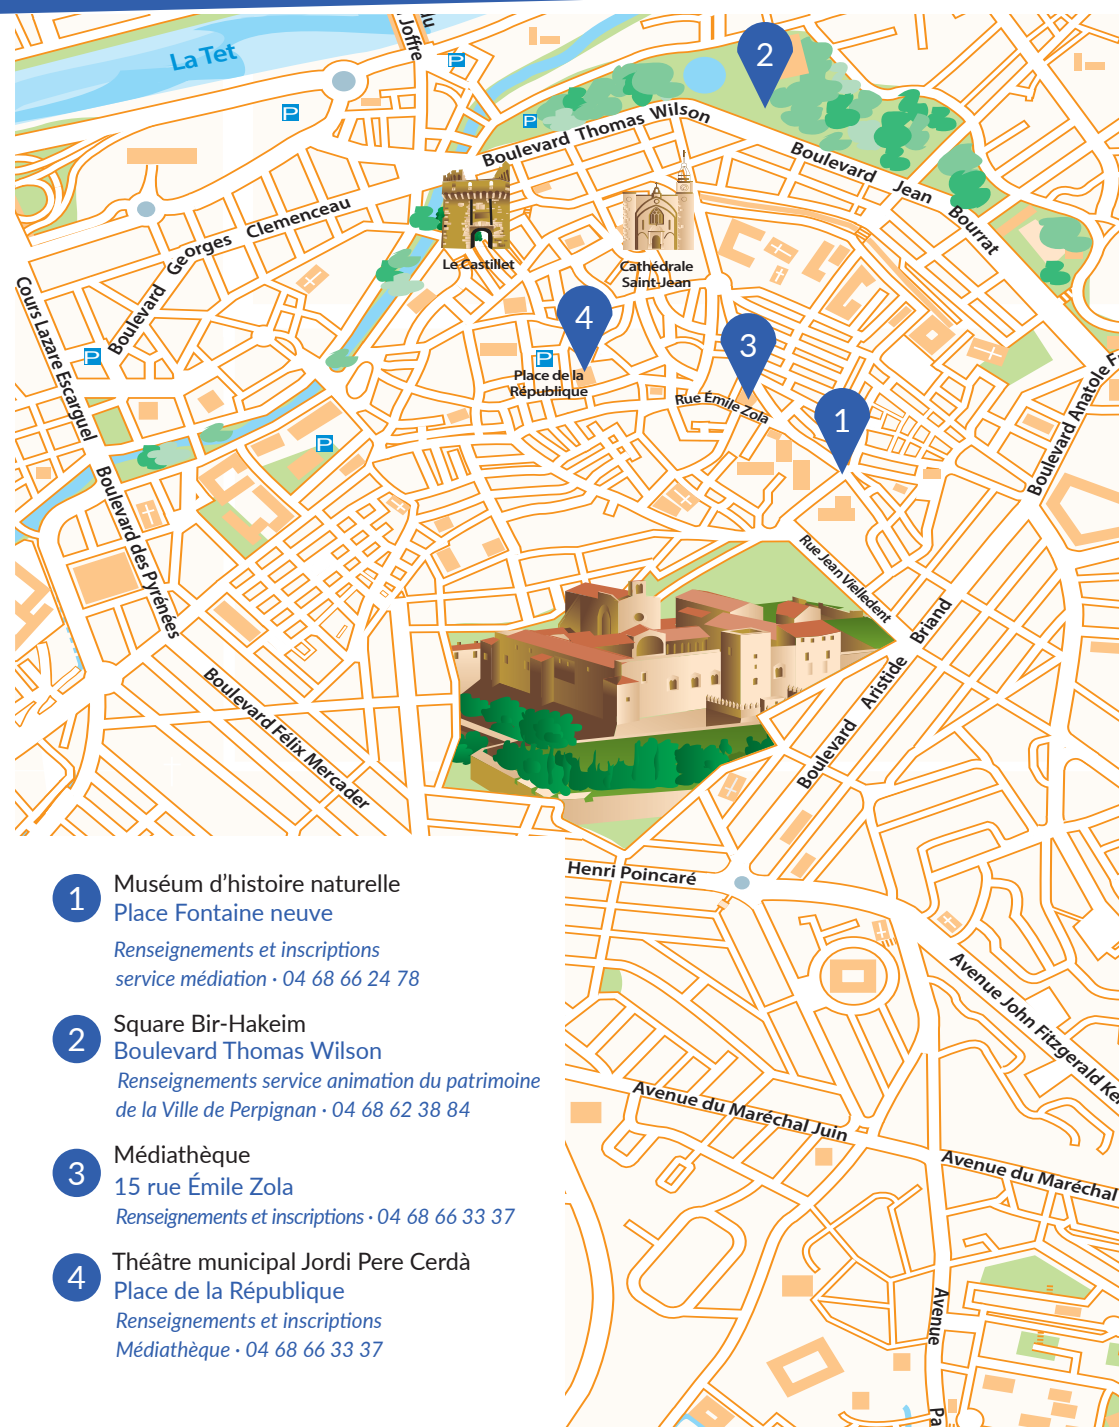 La Tet
Joffre
P
P
P
2
Boulevard Thomas Wilson
Boulevard Jean Bourrat
Boulevard Georges Clemenceau
Le Castillet
Cathédrale
Saint-Jean
Cours Lazare Escarguel
P
4
3
P
Place de la
République
Rue Émile Zola
1
Boulevard Anatole F
P
Boulevard des Pyrénées
Rue Jean Vielledent
Boulevard Aristide Briand
Boulevard Félix Mercader
Henri Poincaré
Avenue John Fitzgerald Ke
Avenue du Maréchal Juin
Avenue du Maréchal
Avenue
Pa
1
Muséum d'histoire naturelle
Place Fontaine neuve
Renseignements et inscriptions
service médiation · 04 68 66 24 78
2
Square Bir-Hakeim
Boulevard Thomas Wilson
Renseignements service animation du patrimoine
de la Ville de Perpignan · 04 68 62 38 84
3
Médiathèque
15 rue Émile Zola
Renseignements et inscriptions · 04 68 66 33 37
4
Théâtre municipal Jordi Pere Cerdà
Place de la République
Renseignements et inscriptions
Médiathèque · 04 68 66 33 37